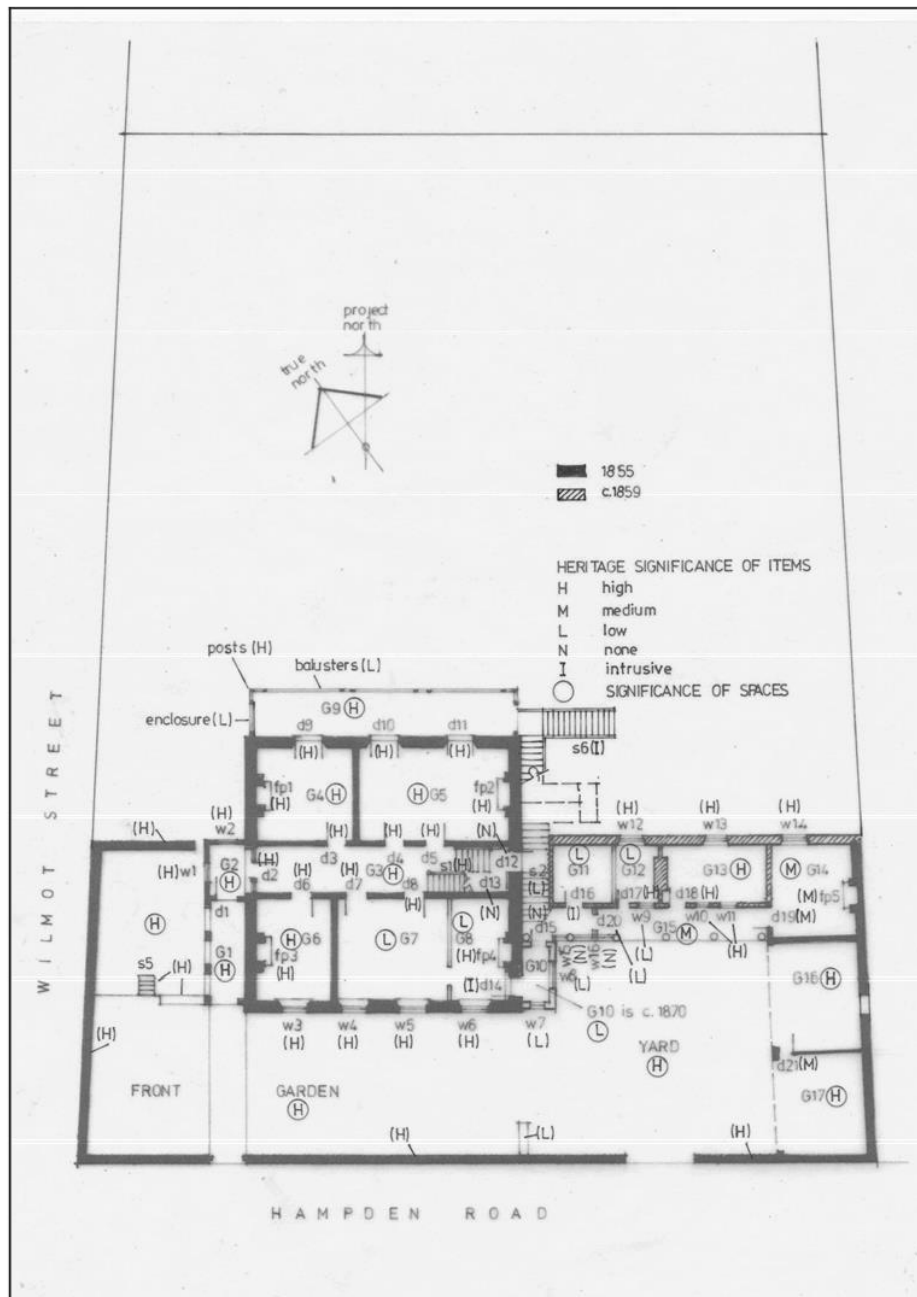 project
north
true
north
1855
c.1859
HERITAGE SIGNIFICANCE OF ITEMS
H high
M medium
L low
N none
I intrusive
SIGNIFICANCE OF SPACES
posts (H)
balusters (L)
enclosure (L)
G9 H
d9 d10 d11
(H) (H) (H)
s6 (I)
fp1
(H)
G4 H
H G5
fp2
(H)
(N)
d12
(H)
w2
(H)
w1
(H)
G2
H
(H)
d2
(H) (H) (H)
d3 d4 d5
(H) (H)
G3 H
s1 (H)
d6 d7 d8
(H)
d13
(N)
s2
(L)
(N)
d15
(H) (H) (H)
w12 w13 w14
L
G11
L
G12
G13 H
M G14
fp5
(M)
d16 d17 (H) d18 (H)
(I)
d20 w9 G15 w10 w11 d19 (M)
M
(L) (H)
(L)
w15
(N)
w16
(N)
w8
(L)
H
d1
G1
H
s5 (H)
H G6
fp3
(H)
L G7
L
G8
(H) fp4
(I) d14
G10
G10 is c. 1870
L
w3 w4 w5 w6 w7
(H) (H) (H) (H) (L)
G16 H
d21 (M)
G17 H
YARD
H
(H)
FRONT GARDEN
H
(H) (L) (H)
WILMOT STREET
HAMPDEN ROAD